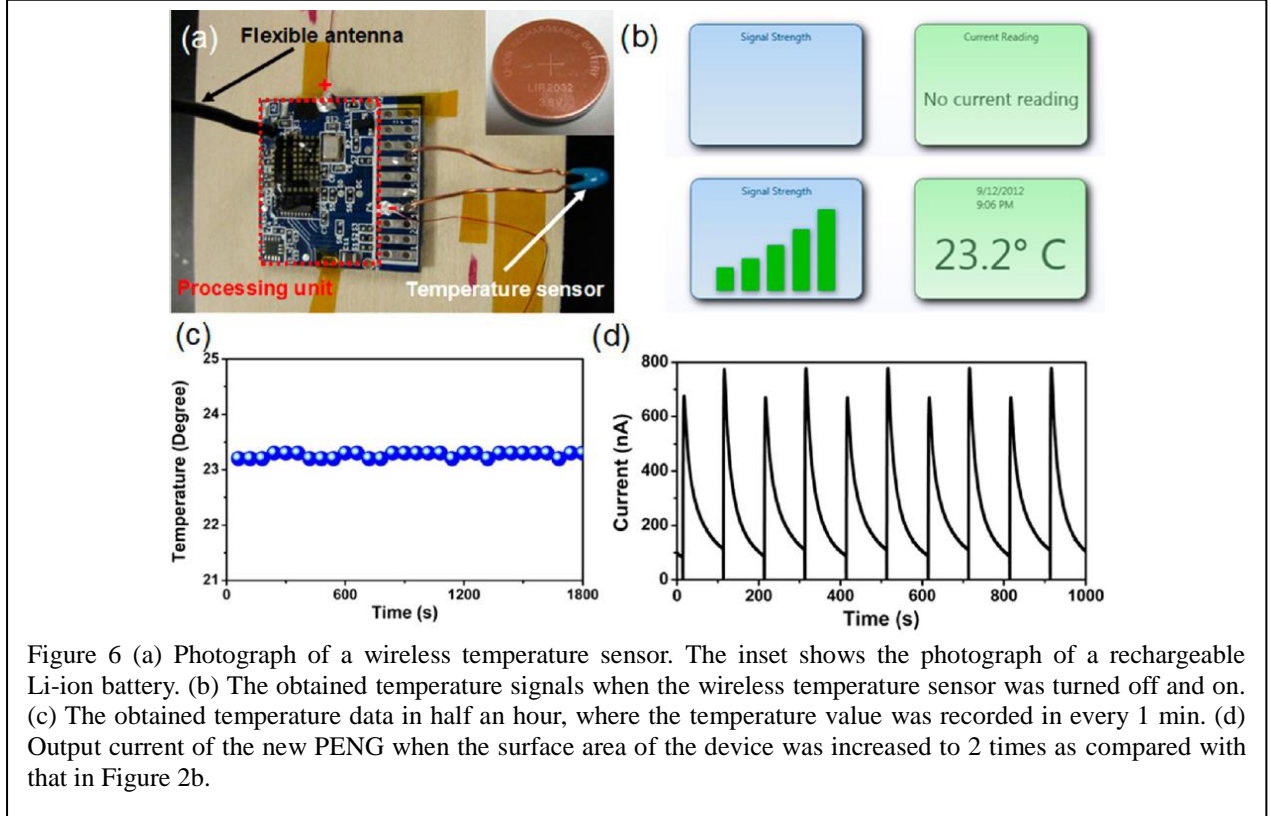 (a)
Flexible antenna
LI-ION RECHARGEABLE BATTERY
LIR2032
3.6V
+
-
Processing unit
Temperature sensor
(b)
Signal Strength
Current Reading
No current reading
Signal Strength
9/12/2012
9:06 PM
23.2° C
(c)
25
24
23
22
21
Temperature (Degree)
0 600 1200 1800
Time (s)
(d)
800
600
400
200
0
Current (nA)
0 200 400 600 800 1000
Time (s)
Figure 6 (a) Photograph of a wireless temperature sensor. The inset shows the photograph of a rechargeable
Li-ion battery. (b) The obtained temperature signals when the wireless temperature sensor was turned off and on.
(c) The obtained temperature data in half an hour, where the temperature value was recorded in every 1 min. (d)
Output current of the new PENG when the surface area of the device was increased to 2 times as compared with
that in Figure 2b.